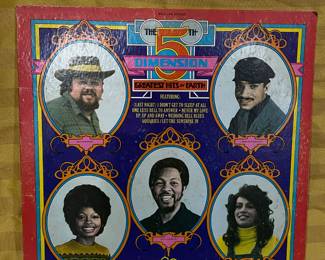 THE 5TH
DIMENSION
GREATEST HITS ON EARTH
FEATURING
(LAST NIGHT) I DIDN'T GET TO SLEEP AT ALL
ONE LESS BELL TO ANSWER • NEVER MY LOVE
UP, UP AND AWAY • WEDDING BELL BLUES
AQUARIUS / LET THE SUNSHINE IN